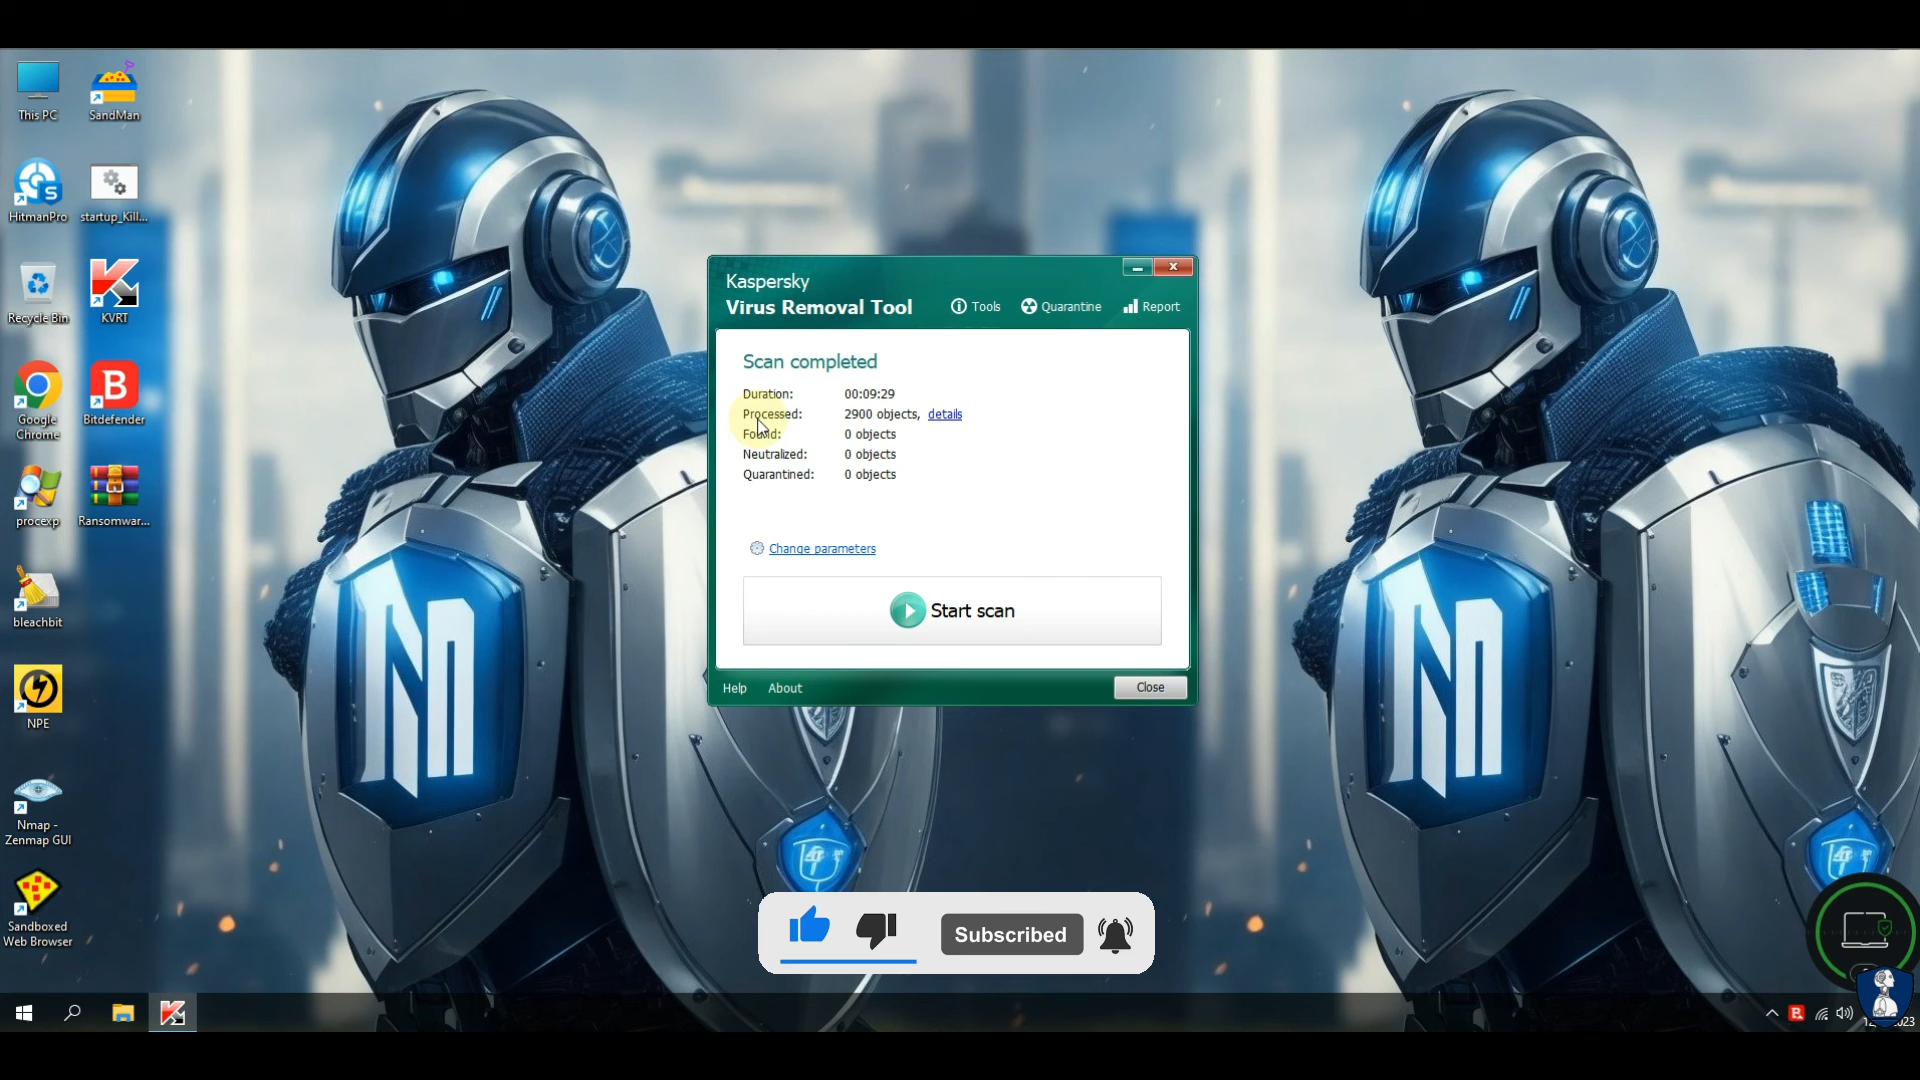 This PC
SandMan
HitmanPro
startup_Kill...
Recycle Bin
KVRT
Google
Chrome
Bitdefender
procexp
Ransomwar...
bleachbit
NPE
Nmap -
Zenmap GUI
Sandboxed
Web Browser
Kaspersky
Virus Removal Tool
Tools
Quarantine
Report
Scan completed
Duration: 00:09:29
Processed: 2900 objects, details
Found: 0 objects
Neutralized: 0 objects
Quarantined: 0 objects
Change parameters
Start scan
Help About
Close
Subscribed